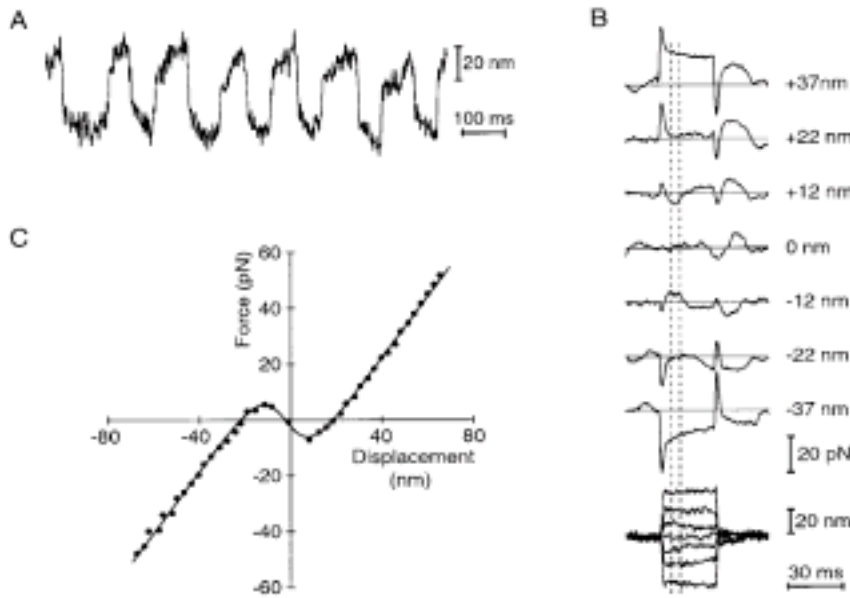 A
20 nm
100 ms
B
+37nm
+22 nm
+12 nm
0 nm
-12 nm
-22 nm
-37 nm
20 pN
20 nm
30 ms
C
Force (pN)
60
40
20
-80
-40
40
80
Displacement
(nm)
-20
-40
-60